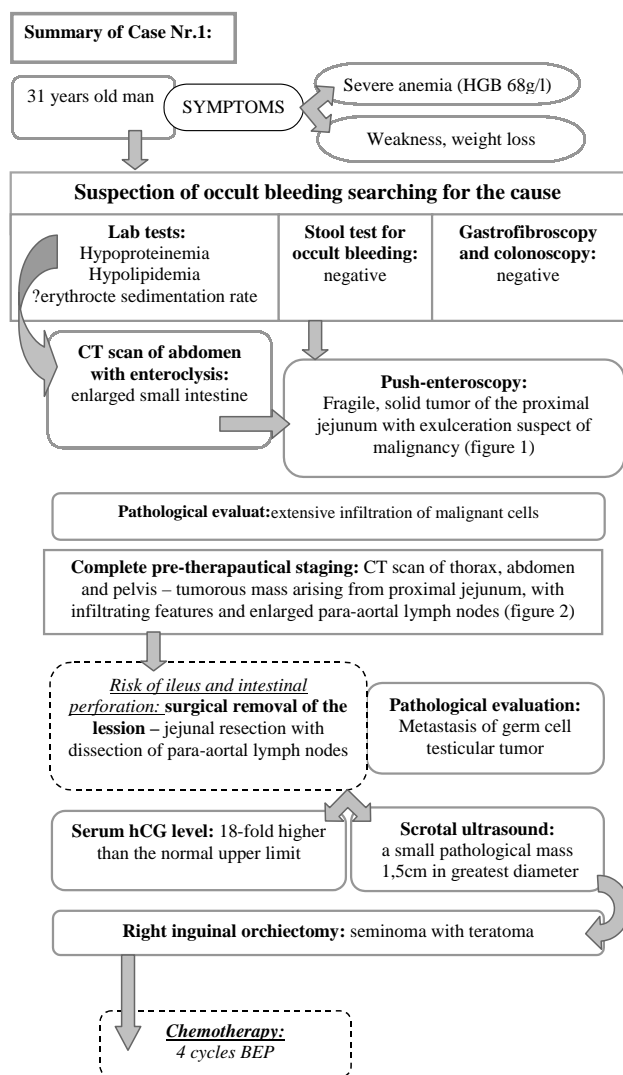 Summary of Case Nr.1:
31 years old man
SYMPTOMS
Severe anemia (HGB 68g/l)
Weakness, weight loss
Suspection of occult bleeding searching for the cause
Lab tests:
Hypoproteinemia
Hypolipidemia
?erythrocte sedimentation rate
Stool test for
occult bleeding:
negative
Gastrofibroscopy
and colonoscopy:
negative
CT scan of abdomen
with enteroclysis:
enlarged small intestine
Push-enteroscopy:
Fragile, solid tumor of the proximal
jejunum with exulceration suspect of
malignancy (figure 1)
Pathological evaluat:extensive infiltration of malignant cells
Complete pre-therapautical staging: CT scan of thorax, abdomen
and pelvis – tumorous mass arising from proximal jejunum, with
infiltrating features and enlarged para-aortal lymph nodes (figure 2)
Risk of ileus and intestinal
perforation: surgical removal of the
lession – jejunal resection with
dissection of para-aortal lymph nodes
Pathological evaluation:
Metastasis of germ cell
testicular tumor
Serum hCG level: 18-fold higher
than the normal upper limit
Scrotal ultrasound:
a small pathological mass
1,5cm in greatest diameter
Right inguinal orchiectomy: seminoma with teratoma
Chemotherapy:
4 cycles BEP